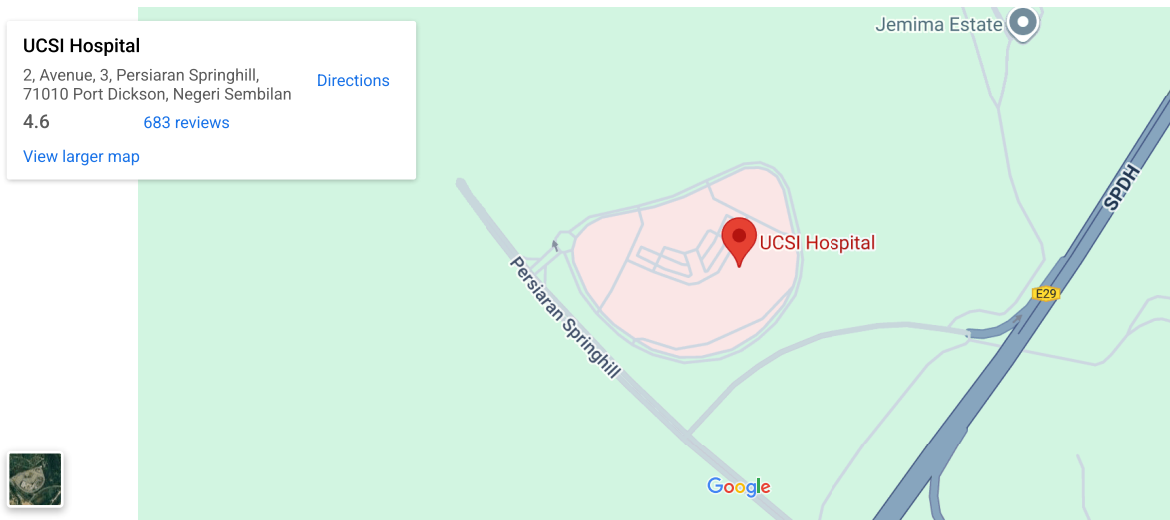 UCSI Hospital
2, Avenue, 3, Persiaran Springhill,
71010 Port Dickson, Negeri Sembilan
Directions
4.6
683 reviews
View larger map
Jemima Estate
SPDH
UCSI Hospital
E29
Persiaran Springhill
Google